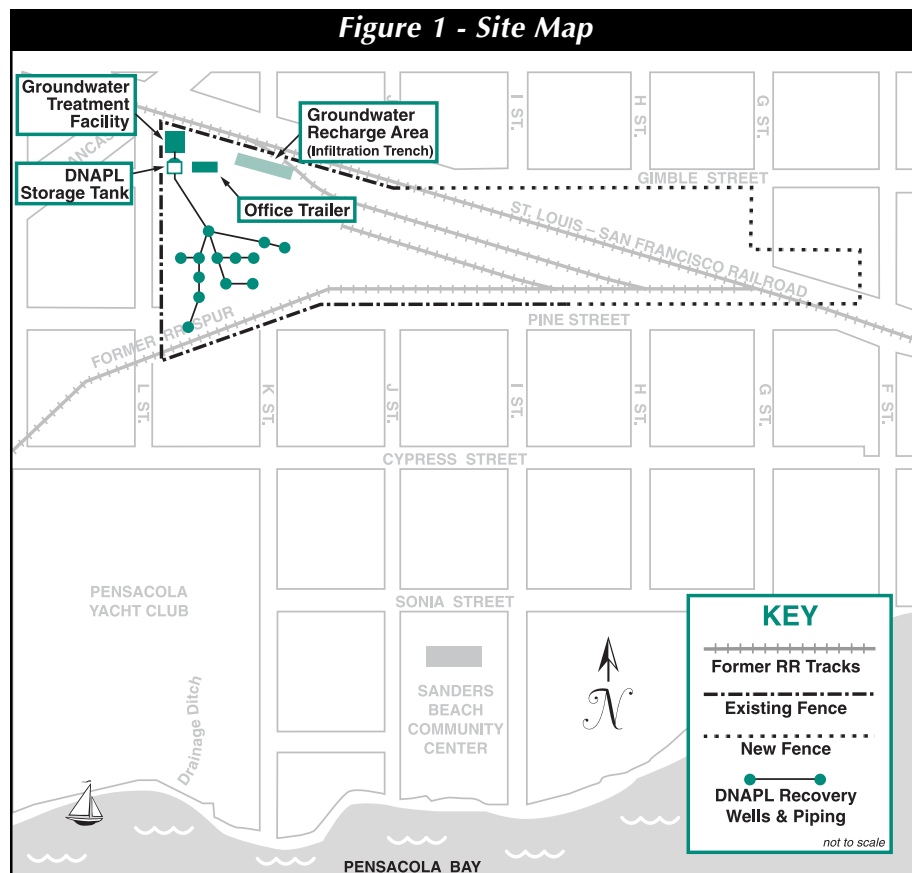 Figure 1 - Site Map
Groundwater
Treatment
Facility
DNAPL
Storage Tank
Groundwater
Recharge Area
(Infiltration Trench)
Office Trailer
I ST.
H ST.
G ST.
GIMBLE STREET
ST. LOUIS – SAN FRANCISCO RAILROAD
FORMER RR SPUR
PINE STREET
L ST.
K ST.
J ST.
I ST.
H ST.
G ST.
F ST.
CYPRESS STREET
PENSACOLA
YACHT CLUB
SONIA STREET
SANDERS
BEACH
COMMUNITY
CENTER
N
Drainage Ditch
PENSACOLA BAY
KEY
Former RR Tracks
Existing Fence
New Fence
DNAPL Recovery
Wells & Piping
not to scale